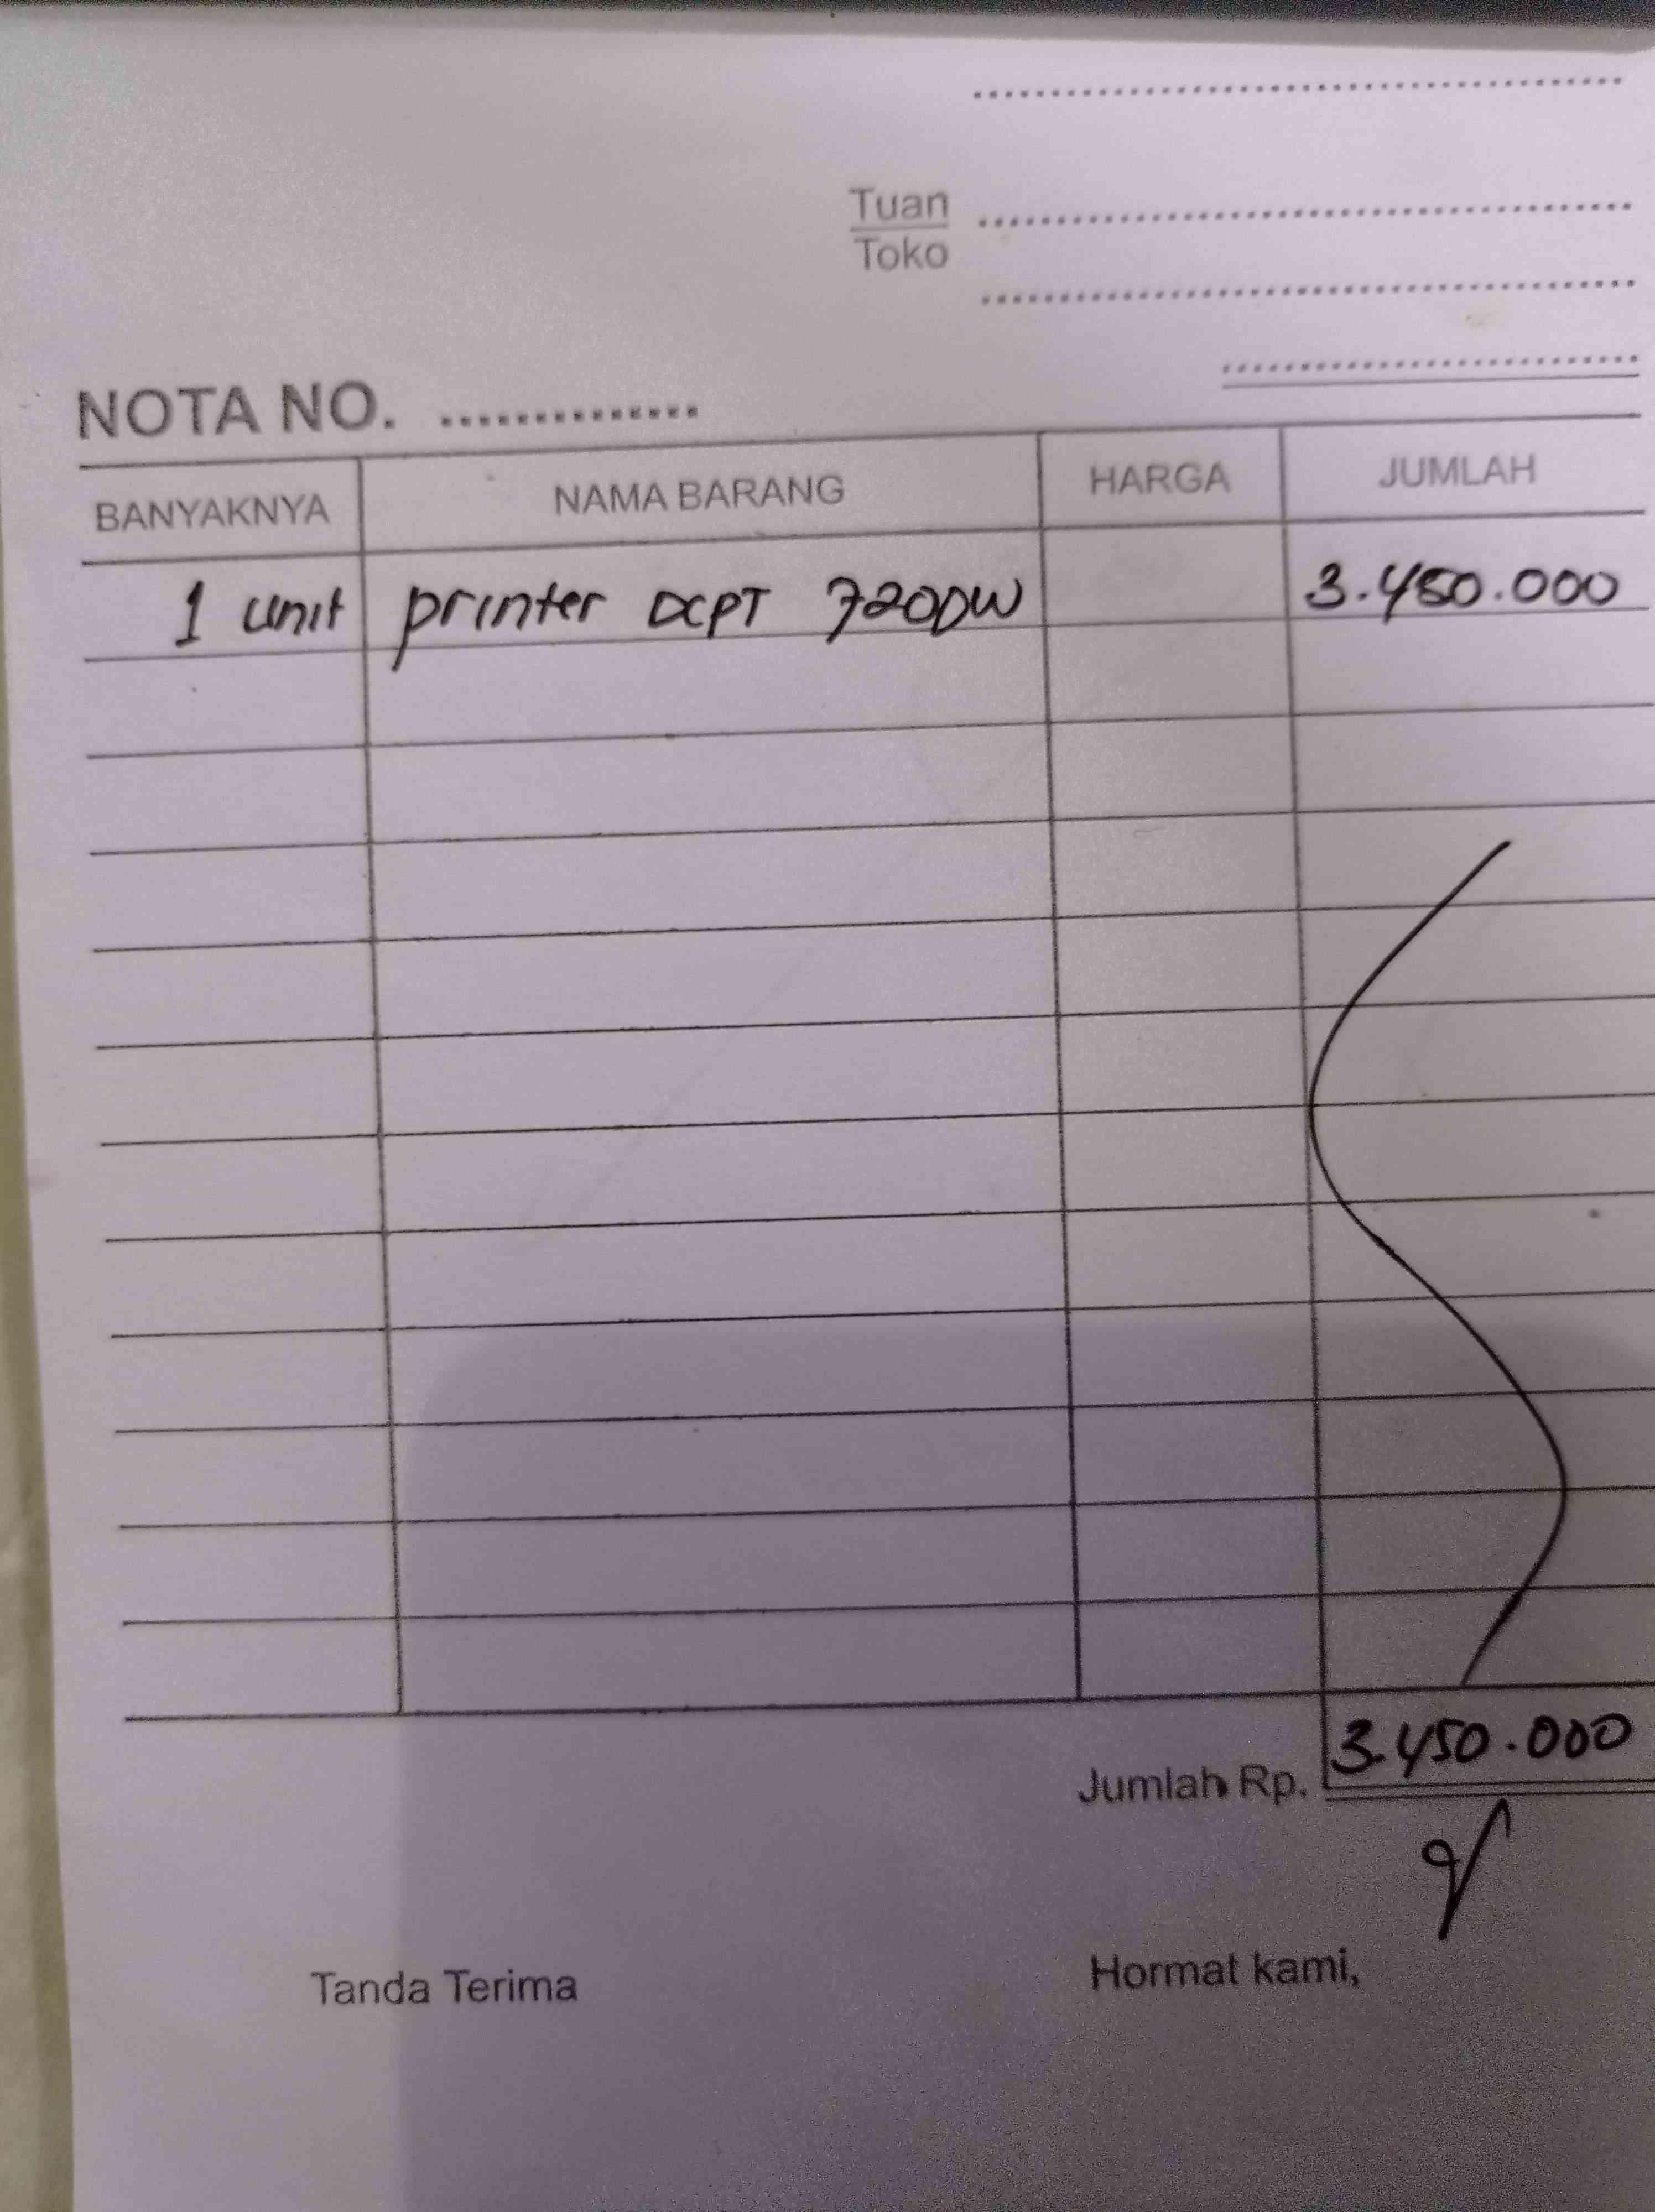 Tuan
Toko
NOTA NO. ..............
BANYAKNYA NAMA BARANG HARGA JUMLAH
1 unit printer DCPT 720DW 3.450.000
Jumlah Rp. 3.450.000
Tanda Terima Hormat kami,